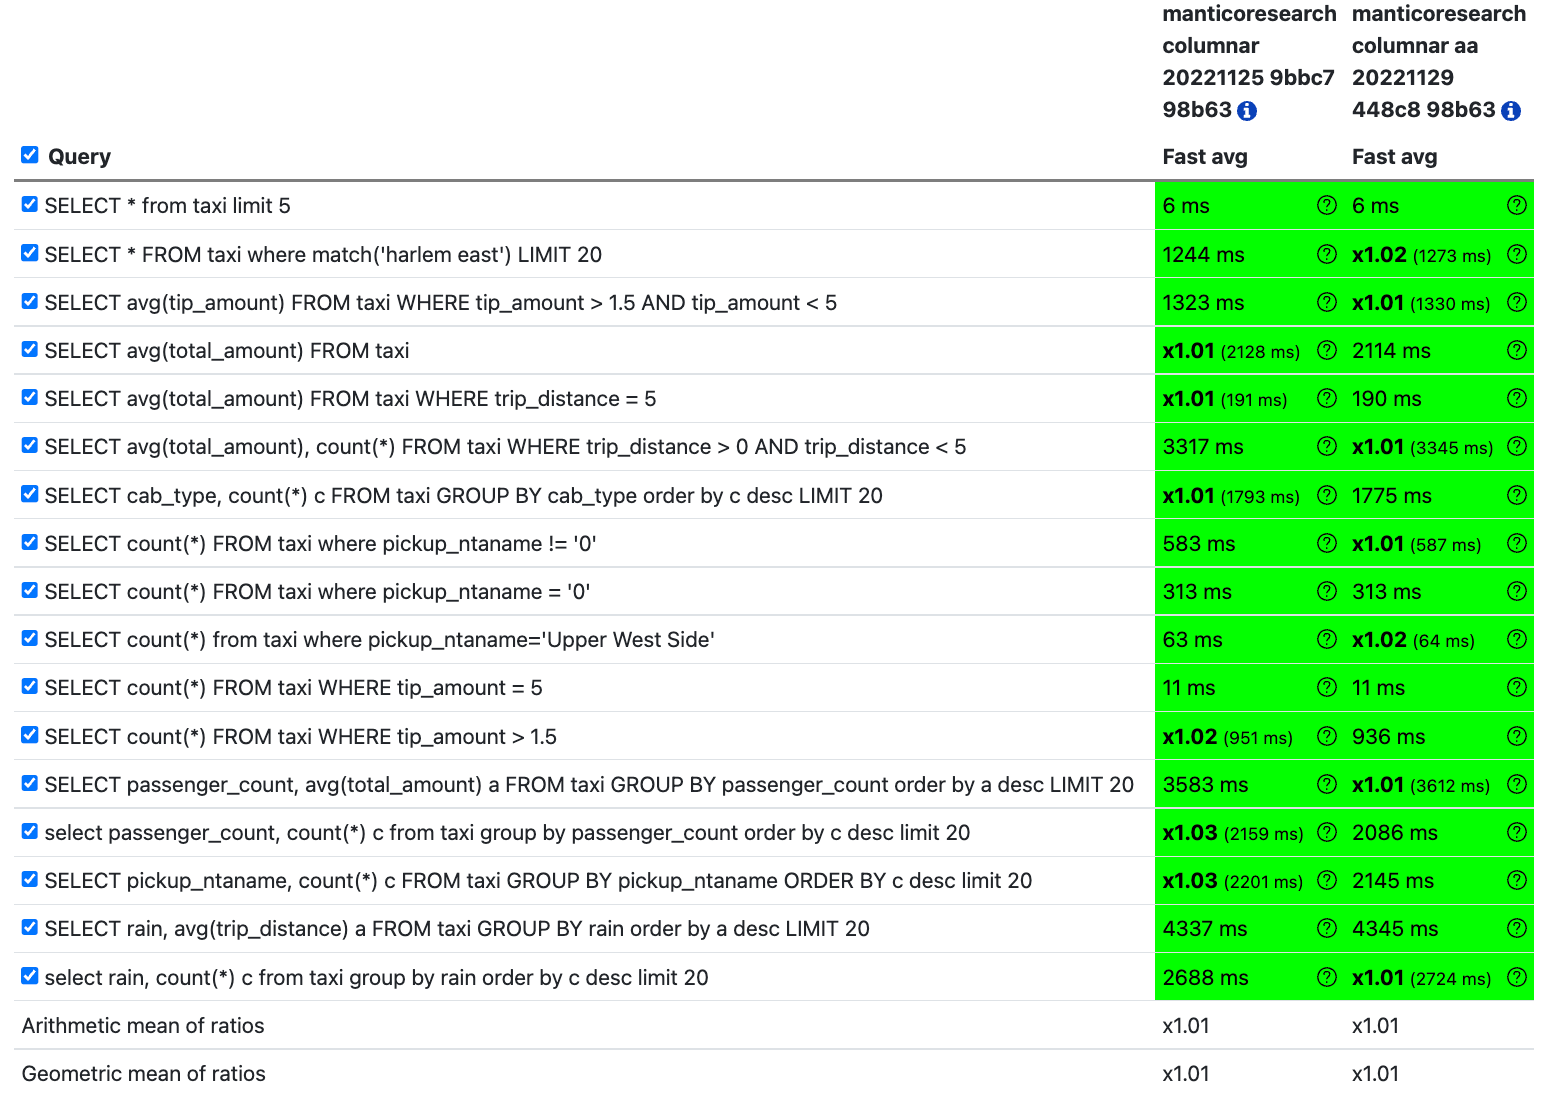 manticoresearch columnar 20221125 9bbc7 98b63
manticoresearch columnar aa 20221129 448c8 98b63
Query Fast avg Fast avg
SELECT * from taxi limit 5 6 ms 6 ms
SELECT * FROM taxi where match('harlem east') LIMIT 20 1244 ms x1.02 (1273 ms)
SELECT avg(tip_amount) FROM taxi WHERE tip_amount > 1.5 AND tip_amount < 5 1323 ms x1.01 (1330 ms)
SELECT avg(total_amount) FROM taxi x1.01 (2128 ms) 2114 ms
SELECT avg(total_amount) FROM taxi WHERE trip_distance = 5 x1.01 (191 ms) 190 ms
SELECT avg(total_amount), count(*) FROM taxi WHERE trip_distance > 0 AND trip_distance < 5 3317 ms x1.01 (3345 ms)
SELECT cab_type, count(*) c FROM taxi GROUP BY cab_type order by c desc LIMIT 20 x1.01 (1793 ms) 1775 ms
SELECT count(*) FROM taxi where pickup_ntaname != '0' 583 ms x1.01 (587 ms)
SELECT count(*) FROM taxi where pickup_ntaname = '0' 313 ms 313 ms
SELECT count(*) from taxi where pickup_ntaname='Upper West Side' 63 ms x1.02 (64 ms)
SELECT count(*) FROM taxi WHERE tip_amount = 5 11 ms 11 ms
SELECT count(*) FROM taxi WHERE tip_amount > 1.5 x1.02 (951 ms) 936 ms
SELECT passenger_count, avg(total_amount) a FROM taxi GROUP BY passenger_count order by a desc LIMIT 20 3583 ms x1.01 (3612 ms)
select passenger_count, count(*) c from taxi group by passenger_count order by c desc limit 20 x1.03 (2159 ms) 2086 ms
SELECT pickup_ntaname, count(*) c FROM taxi GROUP BY pickup_ntaname ORDER BY c desc limit 20 x1.03 (2201 ms) 2145 ms
SELECT rain, avg(trip_distance) a FROM taxi GROUP BY rain order by a desc LIMIT 20 4337 ms 4345 ms
select rain, count(*) c from taxi group by rain order by c desc limit 20 2688 ms x1.01 (2724 ms)
Arithmetic mean of ratios x1.01 x1.01
Geometric mean of ratios x1.01 x1.01